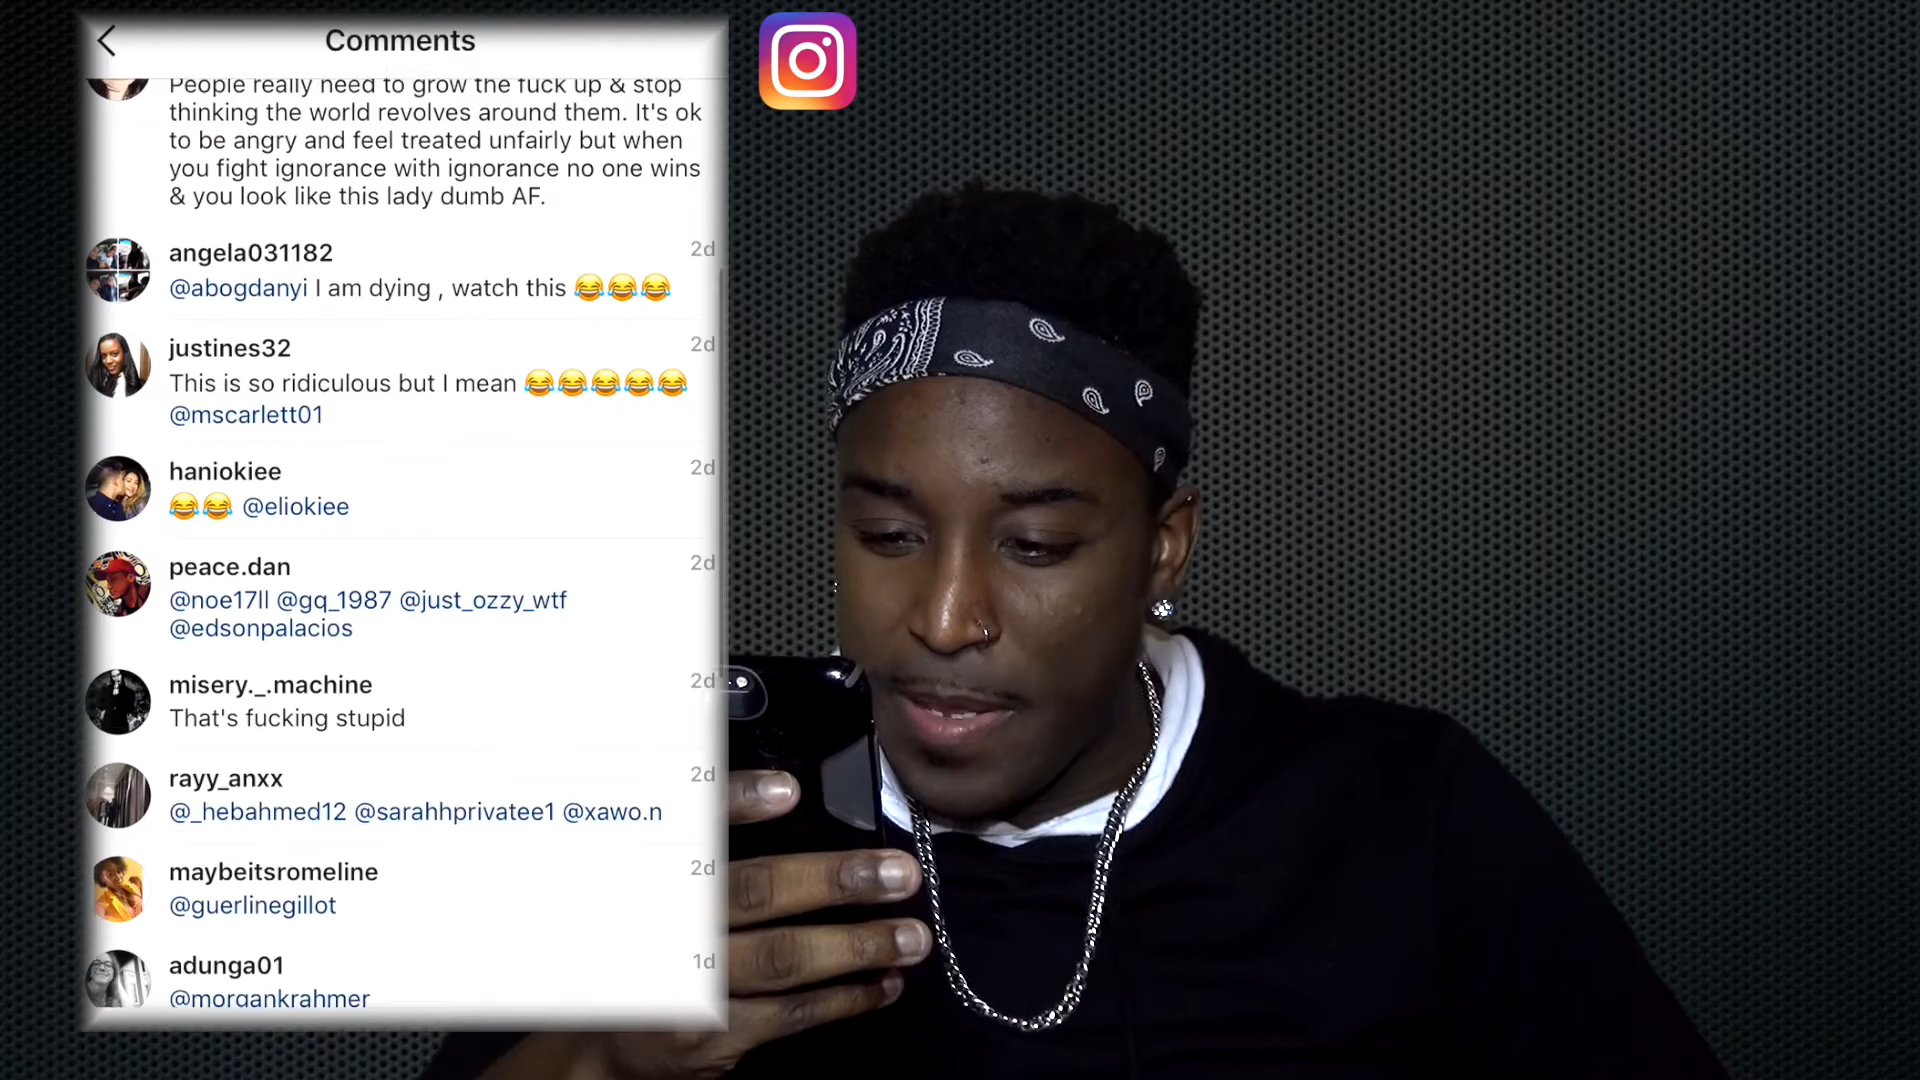 Comments
People really need to grow the fuck up & stop
thinking the world revolves around them. It's ok
to be angry and feel treated unfairly but when
you fight ignorance with ignorance no one wins
& you look like this lady dumb AF.
angela031182 2d
@abogdanyi I am dying , watch this 😂😂😂
justines32 2d
This is so ridiculous but I mean 😂😂😂😂😂
@mscarlett01
haniokiee 2d
😂😂 @eliokiee
peace.dan 2d
@noe17ll @gq_1987 @just_ozzy_wtf
@edsonpalacios
misery._.machine 2d
That's fucking stupid
rayy_anxx 2d
@_hebahmed12 @sarahhprivatee1 @xawo.n
maybeitsromeline 2d
@guerlinegillot
adunga01 1d
@morgankrahmer